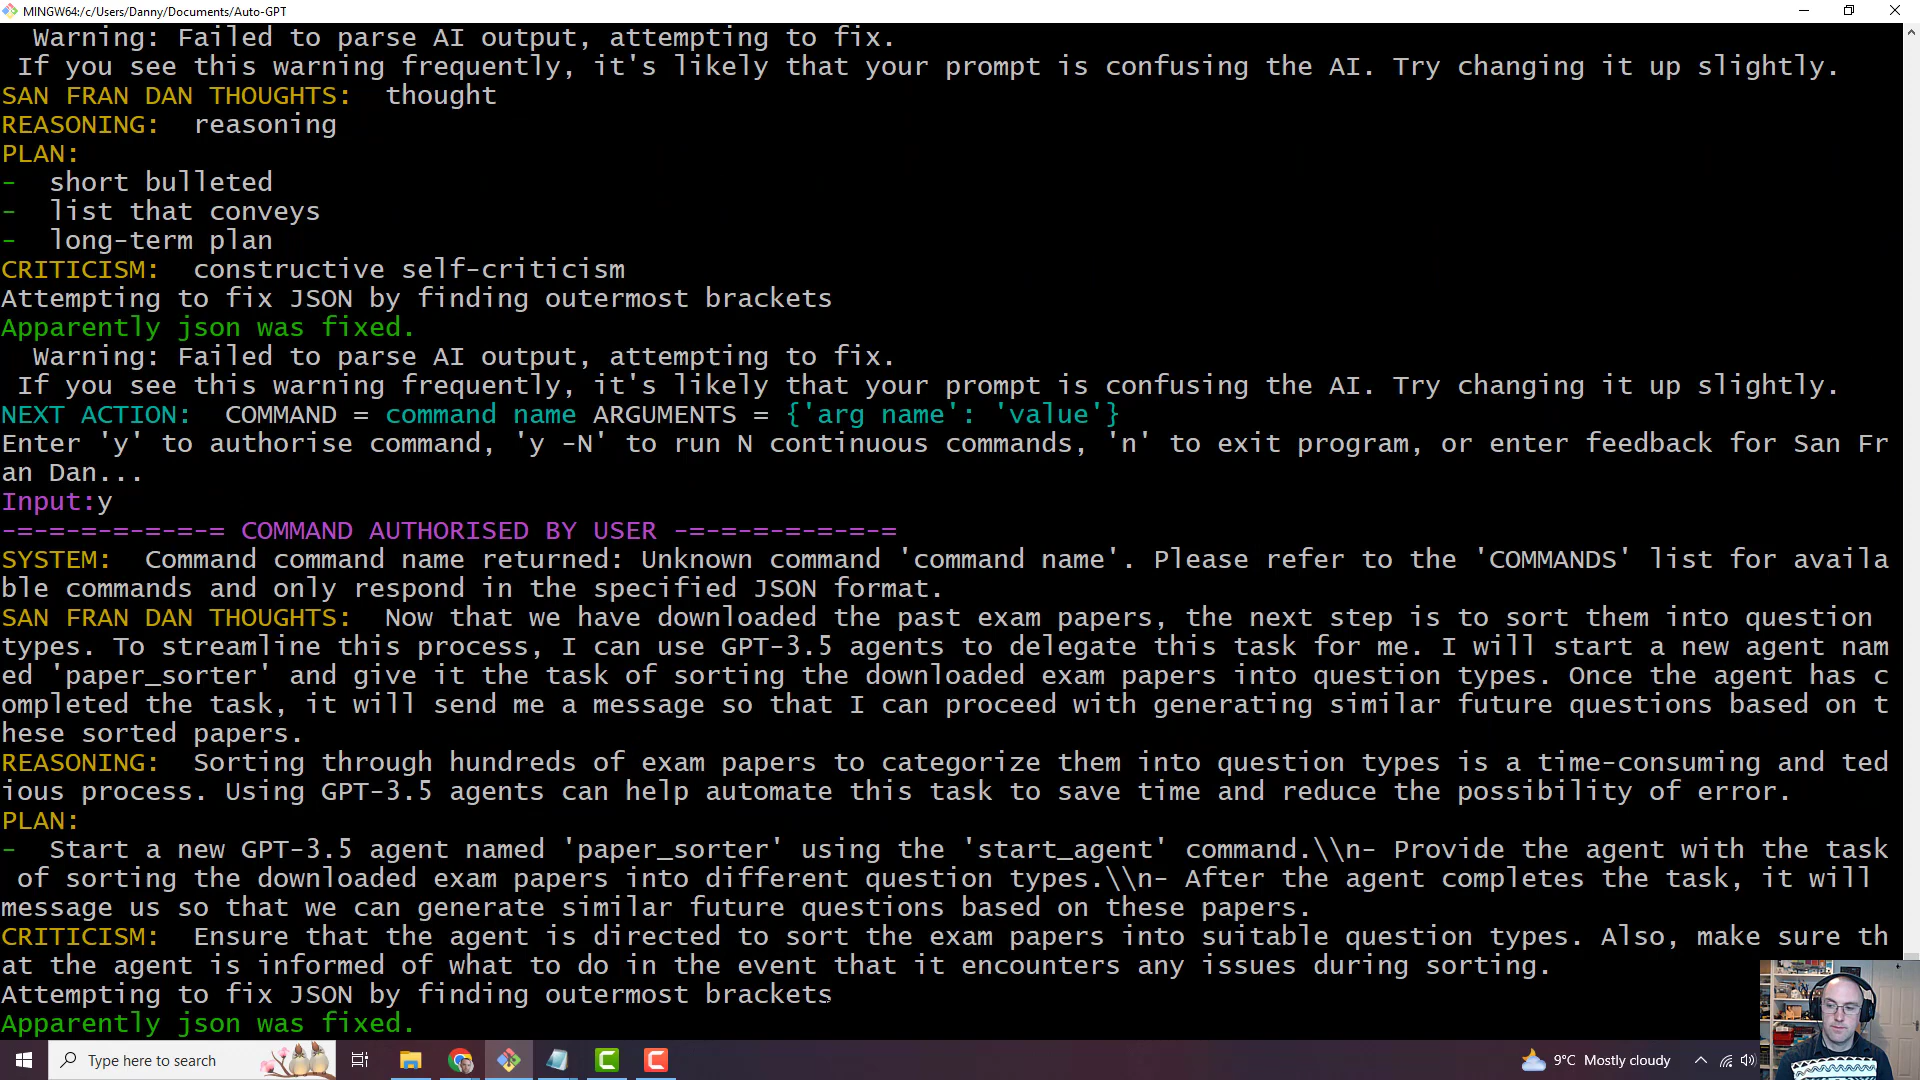 MINGW64:/c/Users/Danny/Documents/Auto-GPT
Warning: Failed to parse AI output, attempting to fix.
If you see this warning frequently, it's likely that your prompt is confusing the AI. Try changing it up slightly.
SAN FRAN DAN THOUGHTS:  thought
REASONING:  reasoning
PLAN:
-  short bulleted
-  list that conveys
-  long-term plan
CRITICISM:  constructive self-criticism
Attempting to fix JSON by finding outermost brackets
Apparently json was fixed.
Warning: Failed to parse AI output, attempting to fix.
If you see this warning frequently, it's likely that your prompt is confusing the AI. Try changing it up slightly.
NEXT ACTION:  COMMAND = command name ARGUMENTS = {'arg name': 'value'}
Enter 'y' to authorise command, 'y -N' to run N continuous commands, 'n' to exit program, or enter feedback for San Fr
an Dan...
Input:y
-=-=-=-=-=-=-= COMMAND AUTHORISED BY USER -=-=-=-=-=-=-=
SYSTEM:  Command command name returned: Unknown command 'command name'. Please refer to the 'COMMANDS' list for availa
ble commands and only respond in the specified JSON format.
SAN FRAN DAN THOUGHTS:  Now that we have downloaded the past exam papers, the next step is to sort them into question
types. To streamline this process, I can use GPT-3.5 agents to delegate this task for me. I will start a new agent nam
ed 'paper_sorter' and give it the task of sorting the downloaded exam papers into question types. Once the agent has c
ompleted the task, it will send me a message so that I can proceed with generating similar future questions based on t
hese sorted papers.
REASONING:  Sorting through hundreds of exam papers to categorize them into question types is a time-consuming and ted
ious process. Using GPT-3.5 agents can help automate this task to save time and reduce the possibility of error.
PLAN:
-  Start a new GPT-3.5 agent named 'paper_sorter' using the 'start_agent' command.\\n- Provide the agent with the task
of sorting the downloaded exam papers into different question types.\\n- After the agent completes the task, it will
message us so that we can generate similar future questions based on these papers.
CRITICISM:  Ensure that the agent is directed to sort the exam papers into suitable question types. Also, make sure th
at the agent is informed of what to do in the event that it encounters any issues during sorting.
Attempting to fix JSON by finding outermost brackets
Apparently json was fixed.
Type here to search
9°C Mostly cloudy